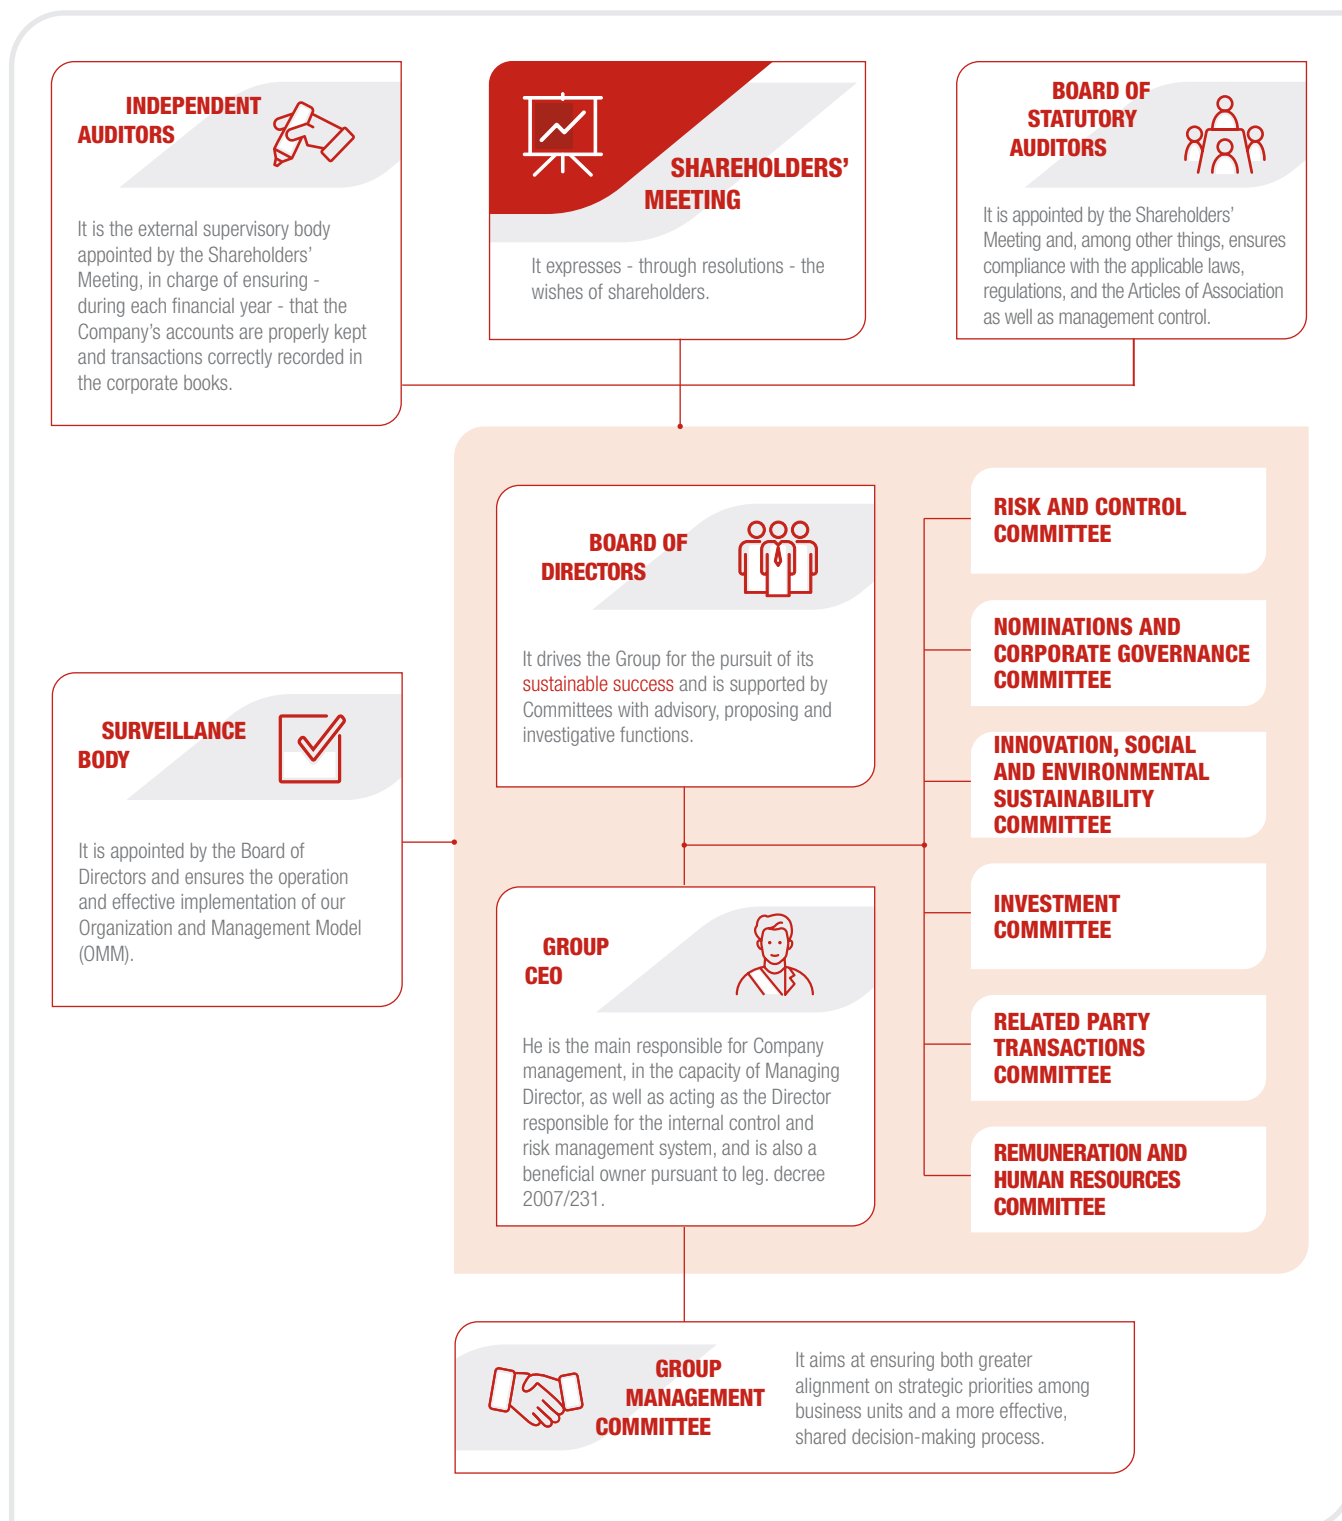 INDEPENDENT
AUDITORS
It is the external supervisory body
appointed by the Shareholders’
Meeting, in charge of ensuring -
during each financial year - that the
Company’s accounts are properly kept
and transactions correctly recorded in
the corporate books.
SHAREHOLDERS’
MEETING
It expresses - through resolutions - the
wishes of shareholders.
BOARD OF
STATUTORY
AUDITORS
It is appointed by the Shareholders’
Meeting and, among other things, ensures
compliance with the applicable laws,
regulations, and the Articles of Association
as well as management control.
SURVEILLANCE
BODY
It is appointed by the Board of
Directors and ensures the operation
and effective implementation of our
Organization and Management Model
(OMM).
BOARD OF
DIRECTORS
It drives the Group for the pursuit of its
sustainable success and is supported by
Committees with advisory, proposing and
investigative functions.
GROUP
CEO
He is the main responsible for Company
management, in the capacity of Managing
Director, as well as acting as the Director
responsible for the internal control and
risk management system, and is also a
beneficial owner pursuant to leg. decree
2007/231.
RISK AND CONTROL
COMMITTEE
NOMINATIONS AND
CORPORATE GOVERNANCE
COMMITTEE
INNOVATION, SOCIAL
AND ENVIRONMENTAL
SUSTAINABILITY
COMMITTEE
INVESTMENT
COMMITTEE
RELATED PARTY
TRANSACTIONS
COMMITTEE
REMUNERATION AND
HUMAN RESOURCES
COMMITTEE
GROUP
MANAGEMENT
COMMITTEE
It aims at ensuring both greater
alignment on strategic priorities among
business units and a more effective,
shared decision-making process.